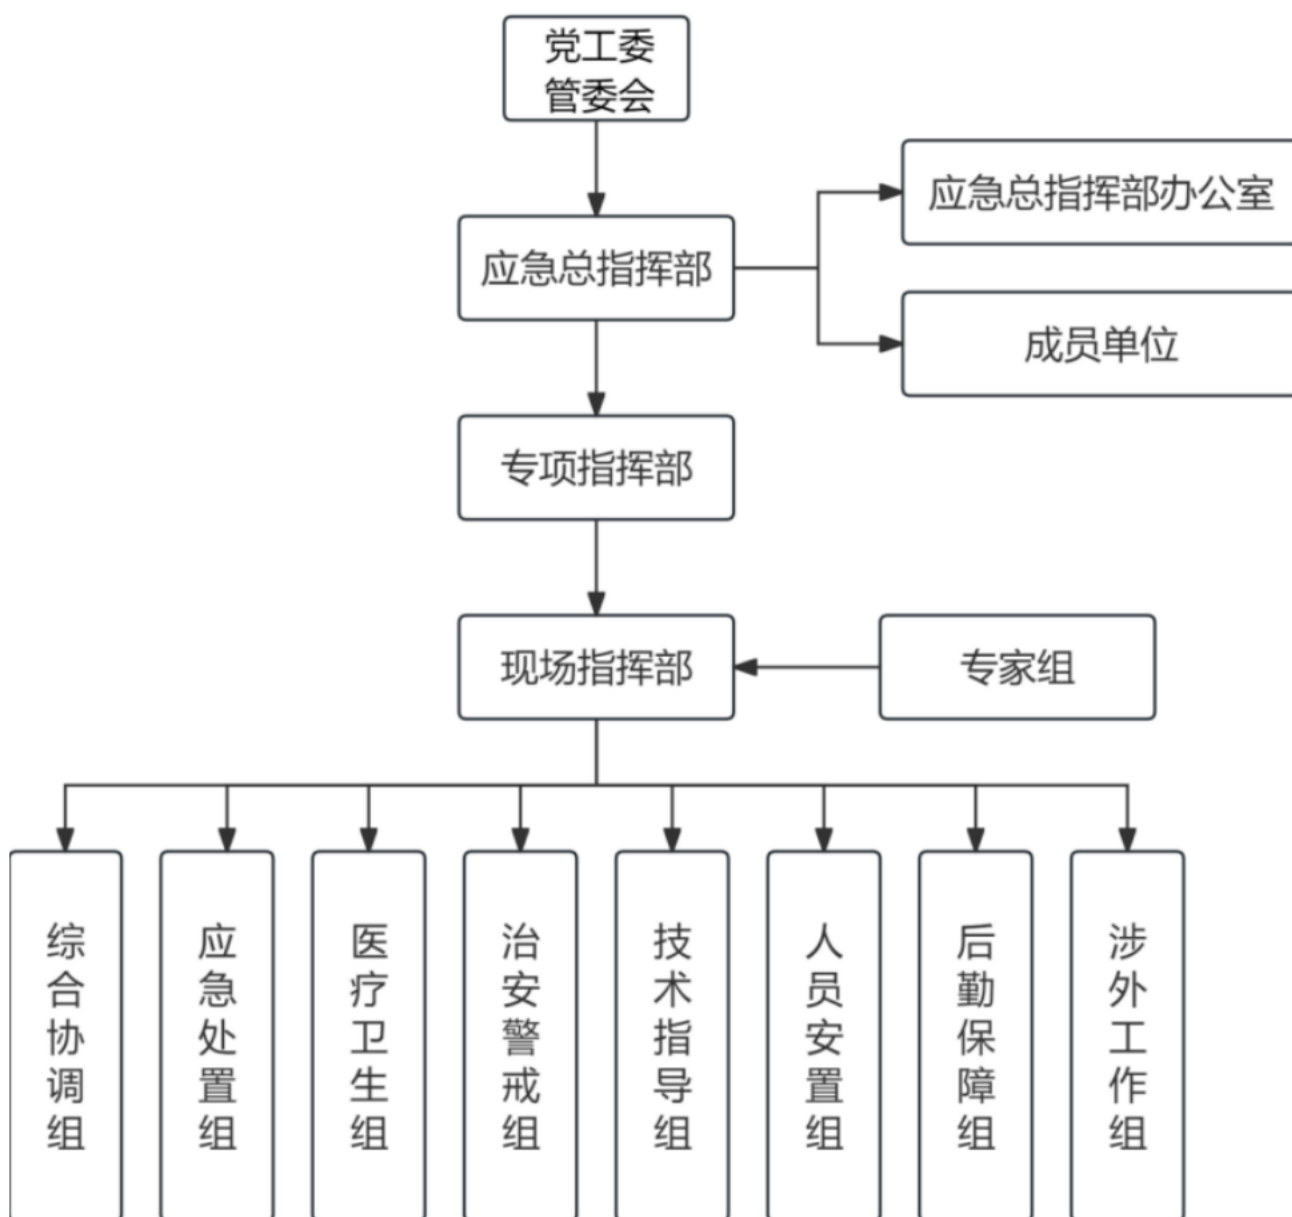 党工委
管委会
应急总指挥部办公室
应急总指挥部
成员单位
专项指挥部
现场指挥部
专家组
综合协调组
应急处置组
医疗卫生组
治安警戒组
技术指导组
人员安置组
后勤保障组
涉外工作组